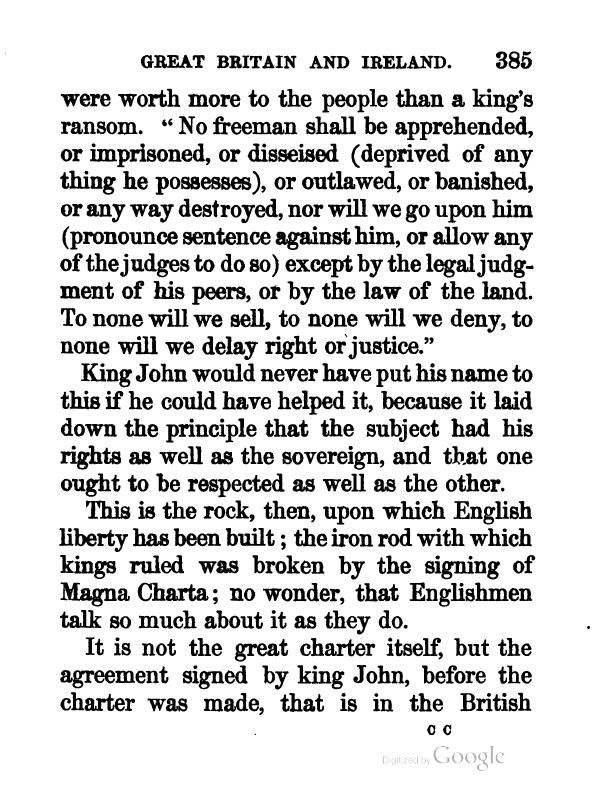 GREAT BRITAIN AND IRELAND. 385
were worth more to the people than a king's
ransom. "No freeman shall be apprehended,
or imprisoned, or disseised (deprived of any
thing he possesses), or outlawed, or banished,
or any way destroyed, nor will we go upon him
(pronounce sentence against him, or allow any
of the judges to do so) except by the legal judg-
ment of his peers, or by the law of the land.
To none will we sell, to none will we deny, to
none will we delay right or justice."
King John would never have put his name to
this if he could have helped it, because it laid
down the principle that the subject had his
rights as well as the sovereign, and that one
ought to be respected as well as the other.
This is the rock, then, upon which English
liberty has been built; the iron rod with which
kings ruled was broken by the signing of
Magna Charta; no wonder, that Englishmen
talk so much about it as they do.
It is not the great charter itself, but the
agreement signed by king John, before the
charter was made, that is in the British
C C
Digitized by Google